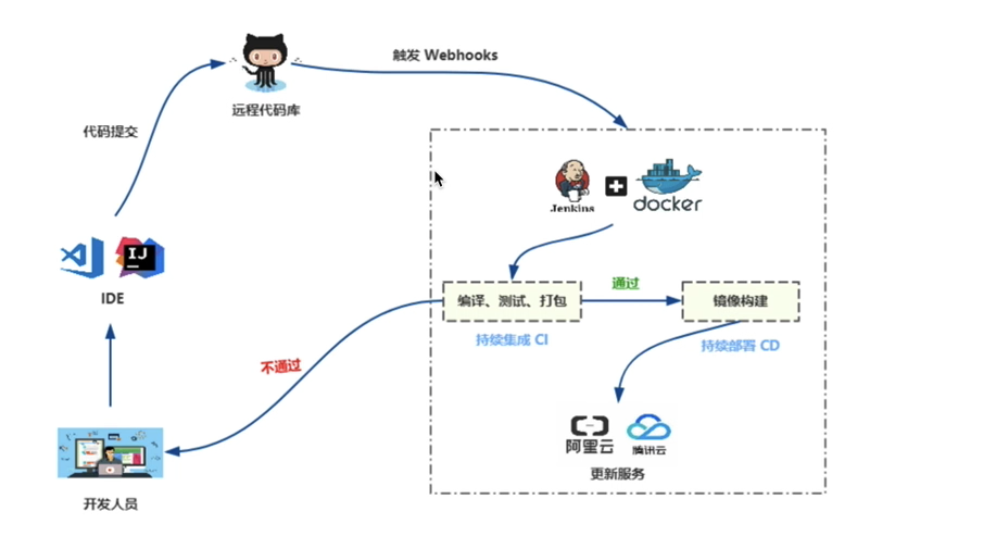 触发 Webhooks
远程代码库
代码提交
Jenkins
docker
IJ
IDE
编译、测试、打包
通过
镜像构建
持续集成 CI
持续部署 CD
不通过
阿里云
腾讯云
更新服务
开发人员